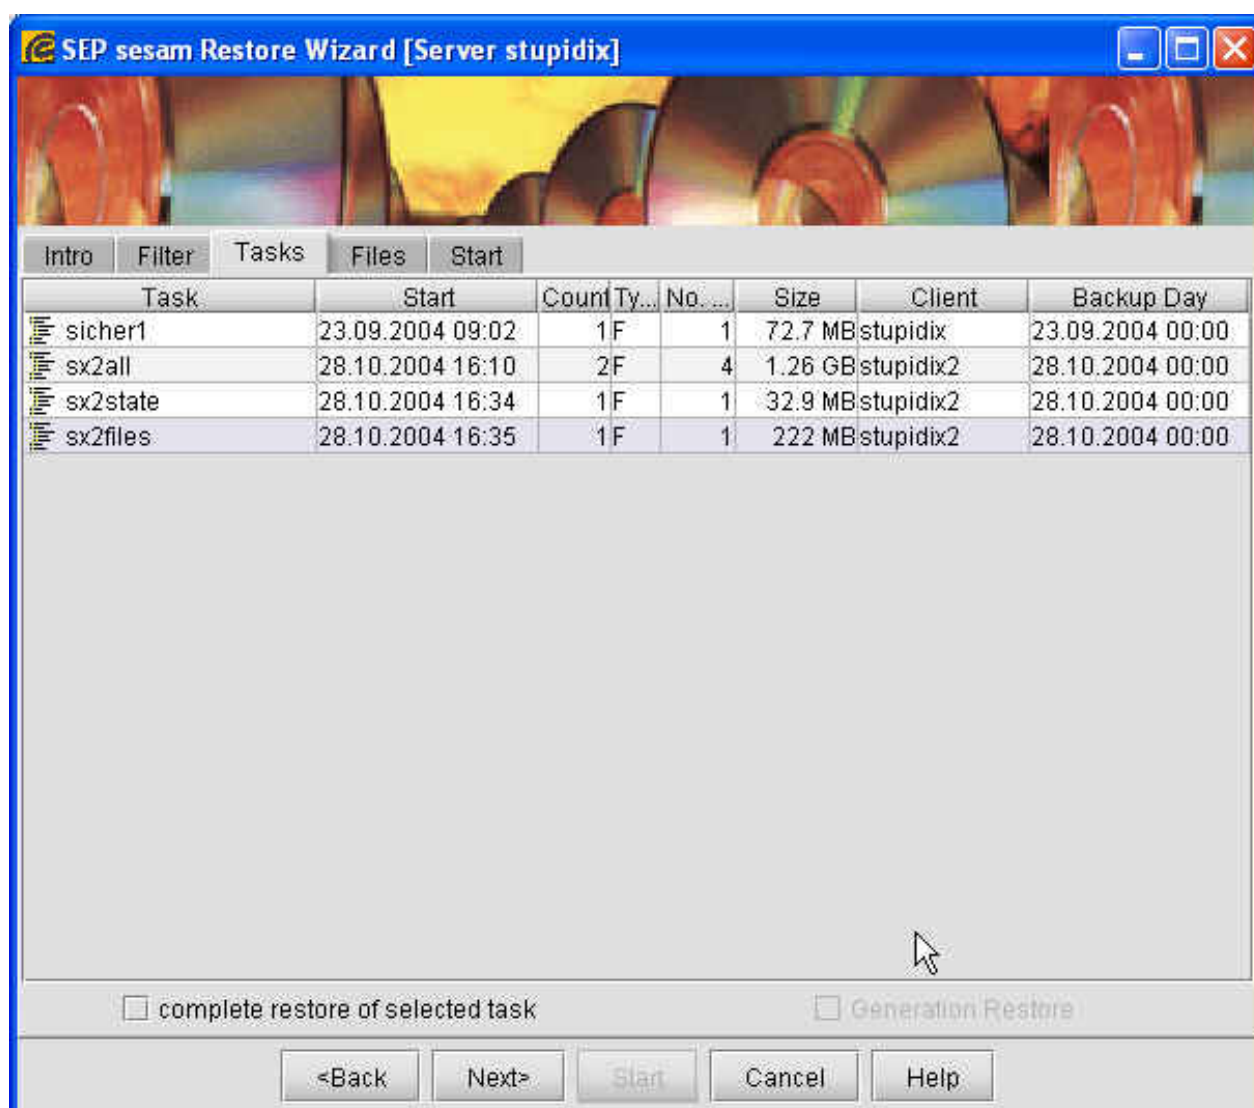 SEP sesam Restore Wizard [Server stupidix]
Intro Filter Tasks Files Start
Task Start Count Ty... No. ... Size Client Backup Day
sicher1 23.09.2004 09:02 1 F 1 72.7 MB stupidix 23.09.2004 00:00
sx2all 28.10.2004 16:10 2 F 4 1.26 GB stupidix2 28.10.2004 00:00
sx2state 28.10.2004 16:34 1 F 1 32.9 MB stupidix2 28.10.2004 00:00
sx2files 28.10.2004 16:35 1 F 1 222 MB stupidix2 28.10.2004 00:00
complete restore of selected task Generation Restore
<Back Next> Start Cancel Help